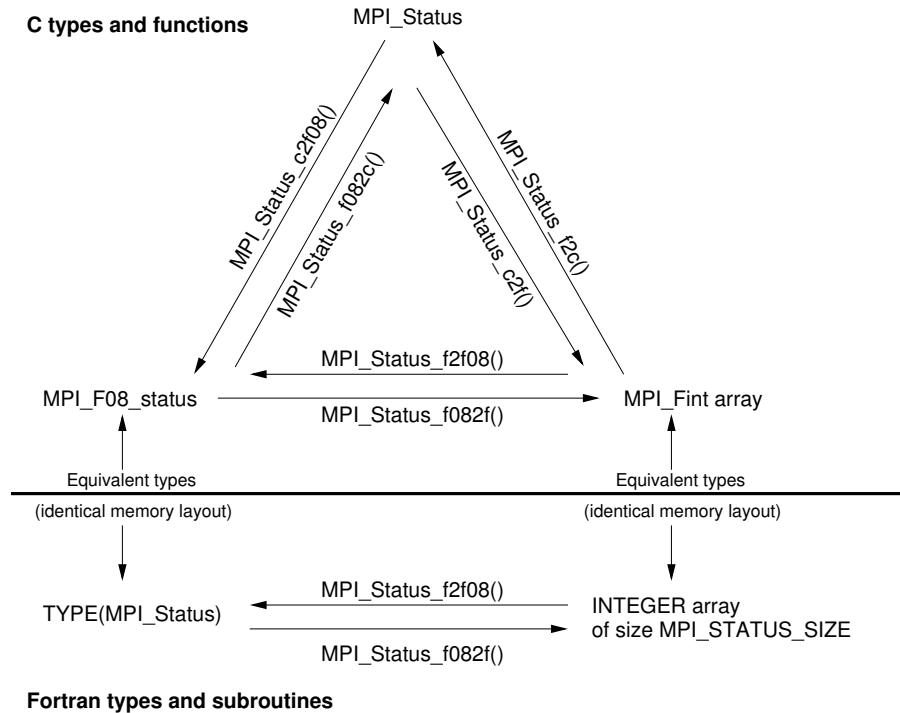 C types and functions
MPI_Status
MPI_Status_c2f08()
MPI_Status_f082c()
MPI_Status_c2f()
MPI_Status_f2c()
MPI_Status_f2f08()
MPI_F08_status
MPI_Fint array
MPI_Status_f082f()
Equivalent types
Equivalent types
(identical memory layout)
(identical memory layout)
MPI_Status_f2f08()
TYPE(MPI_Status)
INTEGER array
of size MPI_STATUS_SIZE
MPI_Status_f082f()
Fortran types and subroutines